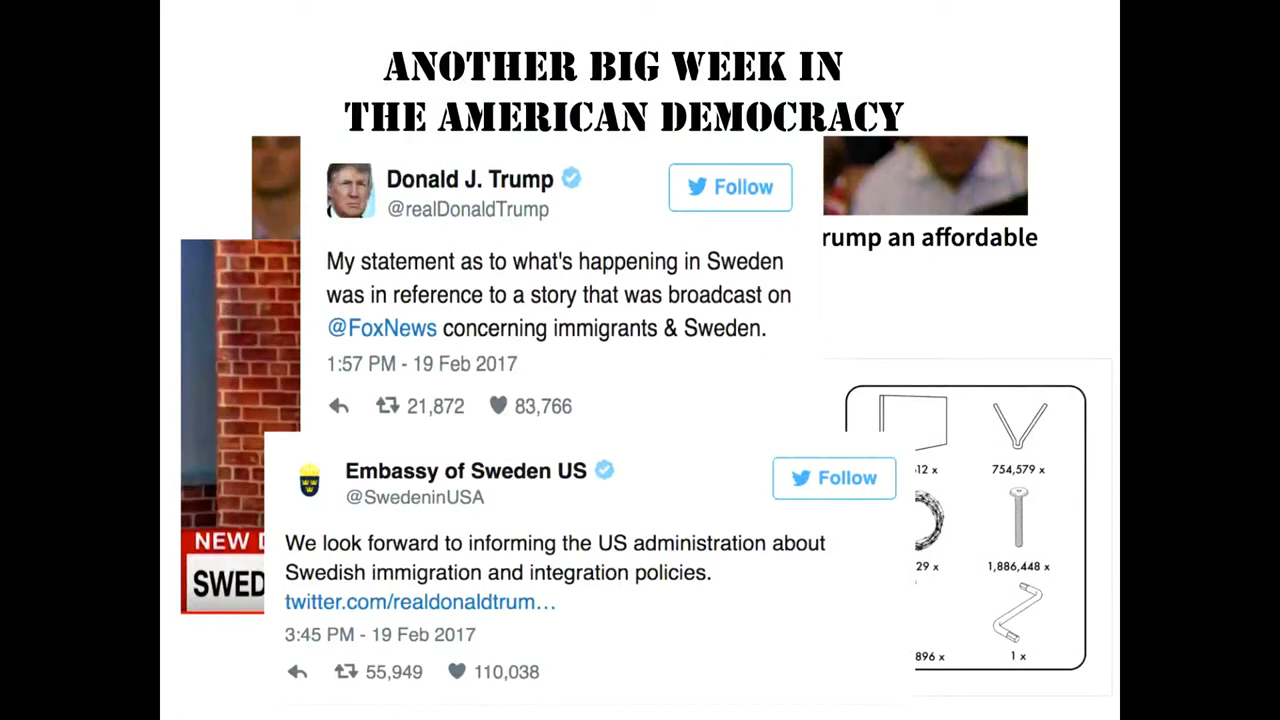 ANOTHER BIG WEEK IN
THE AMERICAN DEMOCRACY
Donald J. Trump
@realDonaldTrump
Follow
rump an affordable
My statement as to what's happening in Sweden
was in reference to a story that was broadcast on
@FoxNews concerning immigrants & Sweden.
1:57 PM - 19 Feb 2017
21,872 83,766
12 x 754,579 x
Embassy of Sweden US
@SwedeninUSA
Follow
We look forward to informing the US administration about
Swedish immigration and integration policies.
twitter.com/realdonaldtrum…
3:45 PM - 19 Feb 2017
55,949 110,038
NEW
SWED
29 x 1,886,448 x
896 x 1 x